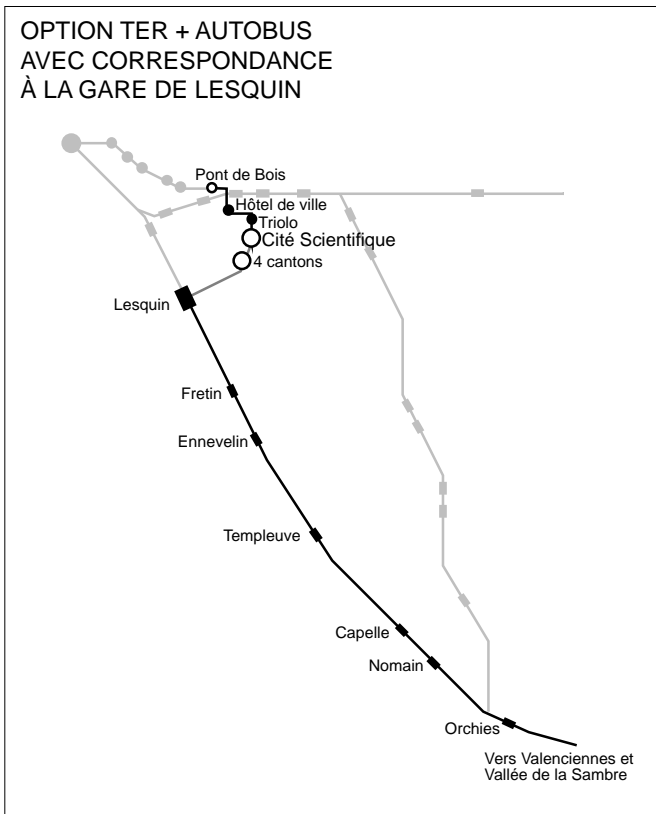 OPTION TER + AUTOBUS
AVEC CORRESPONDANCE
À LA GARE DE LESQUIN
Pont de Bois
Hôtel de ville
Triolo
Cité Scientifique
4 cantons
Lesquin
Fretin
Ennevelin
Templeuve
Capelle
Nomain
Orchies
Vers Valenciennes et
Vallée de la Sambre